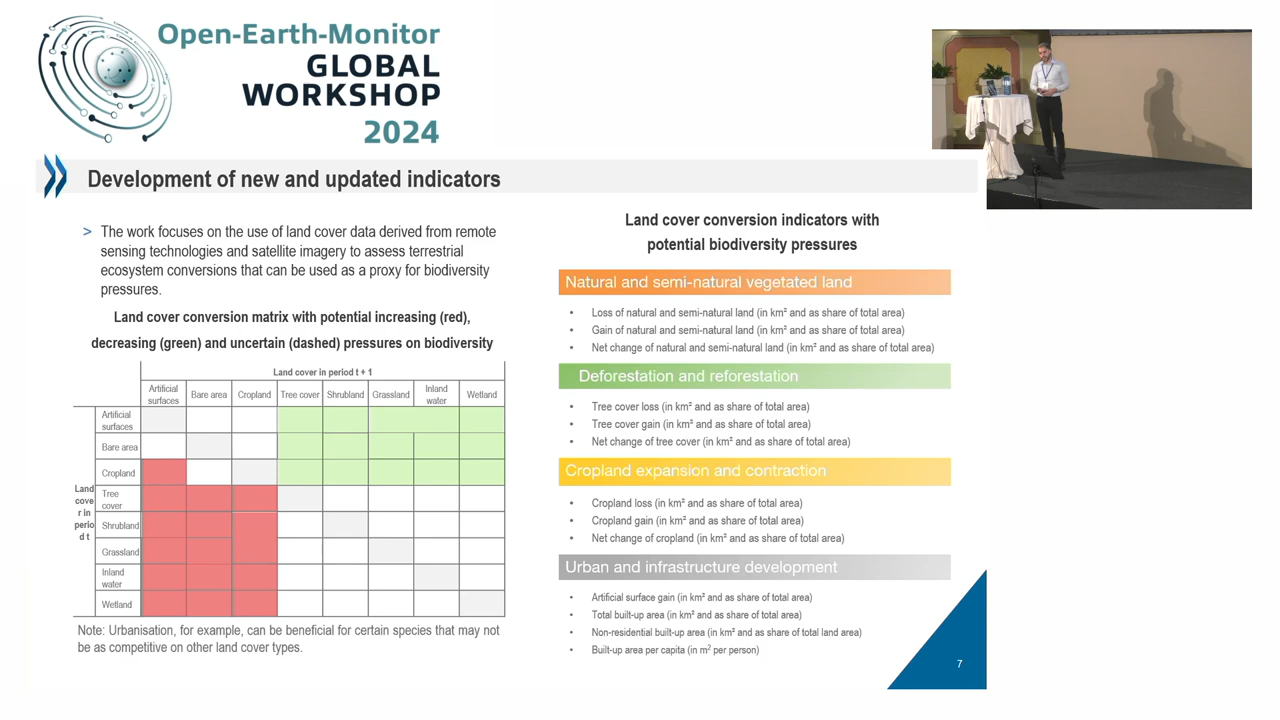 Open-Earth-Monitor
GLOBAL
WORKSHOP
2024
Development of new and updated indicators
> The work focuses on the use of land cover data derived from remote
sensing technologies and satellite imagery to assess terrestrial
ecosystem conversions that can be used as a proxy for biodiversity
pressures.
Land cover conversion matrix with potential increasing (red),
decreasing (green) and uncertain (dashed) pressures on biodiversity
Land cover in period t + 1
Artificial surfaces Bare area Cropland Tree cover Shrubland Grassland Inland water Wetland
Land cove r in perio d t
Artificial surfaces
Bare area
Cropland
Tree cover
Shrubland
Grassland
Inland water
Wetland
Note: Urbanisation, for example, can be beneficial for certain species that may not
be as competitive on other land cover types.
Land cover conversion indicators with
potential biodiversity pressures
Natural and semi-natural vegetated land
• Loss of natural and semi-natural land (in km² and as share of total area)
• Gain of natural and semi-natural land (in km² and as share of total area)
• Net change of natural and semi-natural land (in km² and as share of total area)
Deforestation and reforestation
• Tree cover loss (in km² and as share of total area)
• Tree cover gain (in km² and as share of total area)
• Net change of tree cover (in km² and as share of total area)
Cropland expansion and contraction
• Cropland loss (in km² and as share of total area)
• Cropland gain (in km² and as share of total area)
• Net change of cropland (in km² and as share of total area)
Urban and infrastructure development
• Artificial surface gain (in km² and as share of total area)
• Total built-up area (in km² and as share of total area)
• Non-residential built-up area (in km² and as share of total land area)
• Built-up area per capita (in m² per person)
7